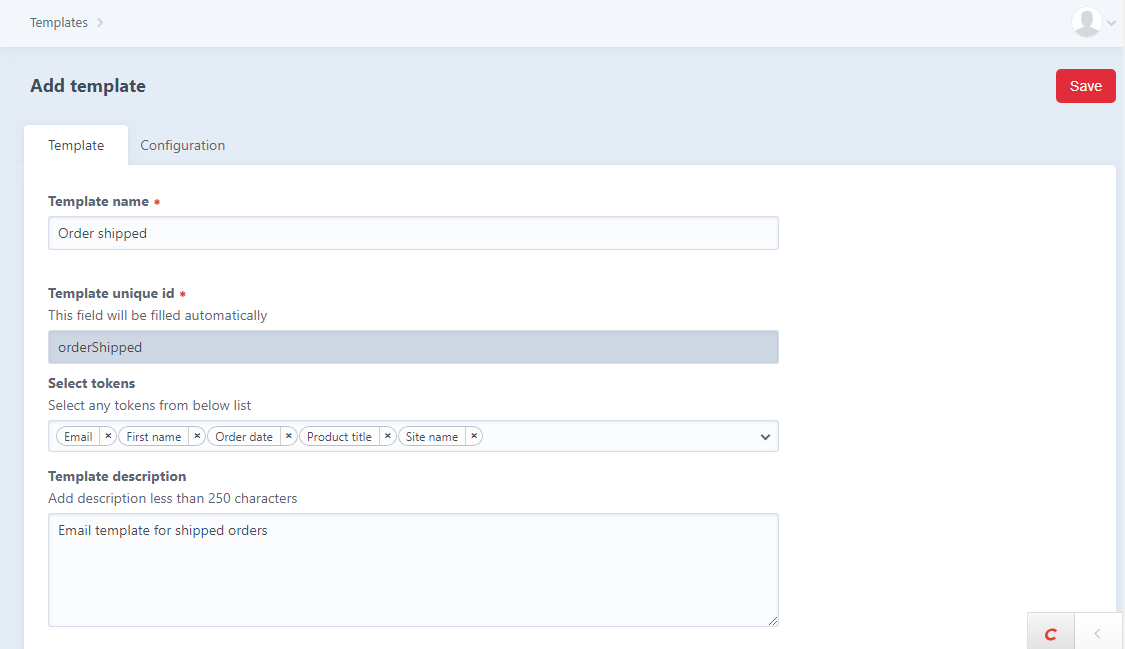 Templates
Add template
Save
Template Configuration
Template name *
Order shipped
Template unique id *
This field will be filled automatically
orderShipped
Select tokens
Select any tokens from below list
Email × First name × Order date × Product title × Site name ×
Template description
Add description less than 250 characters
Email template for shipped orders
C